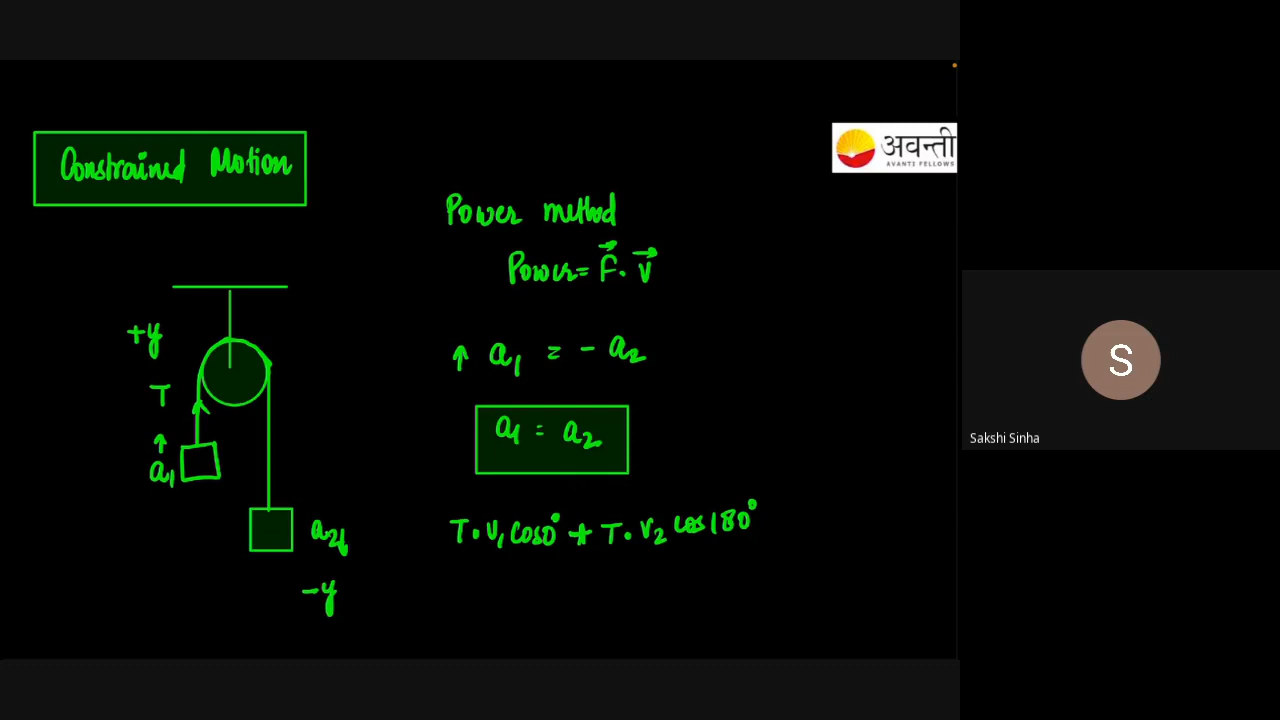 Constrained Motion
अवन्ती
AVANTI FELLOWS
Power method
Power = F⃗ . v⃗
+y
↑ a₁ = - a₂
T
a₁ = a₂
↑
a₁
T . v₁ cos0° + T . v₂ cos180°
a₂↓
-y
S
Sakshi Sinha